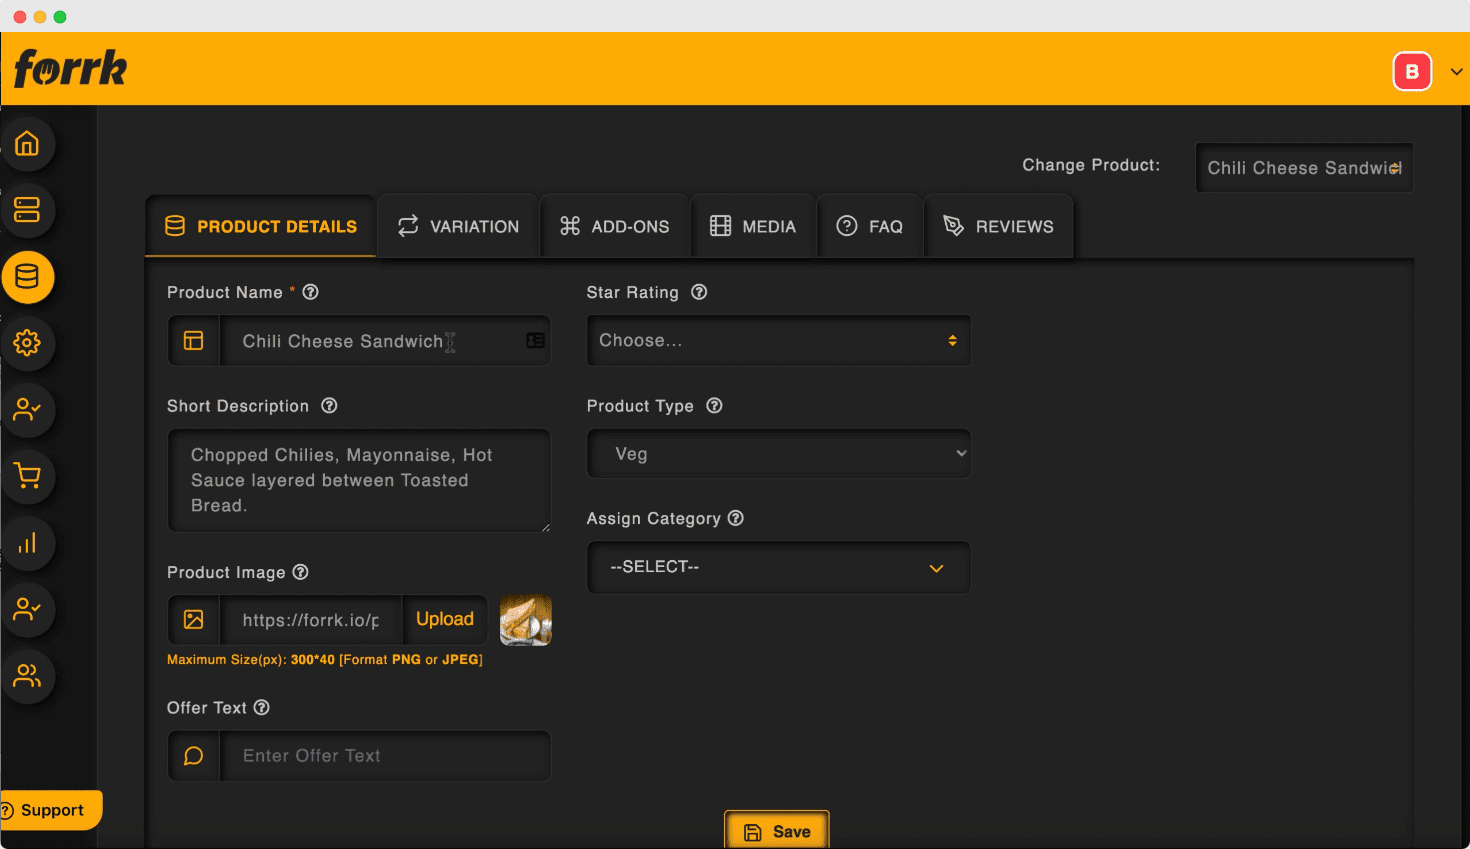 forrk
B
Change Product:
Chili Cheese Sandwich
PRODUCT DETAILS
VARIATION
ADD-ONS
MEDIA
FAQ
REVIEWS
Product Name *
Chili Cheese Sandwich
Star Rating
Choose...
Short Description
Chopped Chilies, Mayonnaise, Hot
Sauce layered between Toasted
Bread.
Product Type
Veg
Assign Category
--SELECT--
Product Image
https://forrk.io/p
Upload
Maximum Size(px): 300*40 [Format PNG or JPEG]
Offer Text
Enter Offer Text
Support
Save